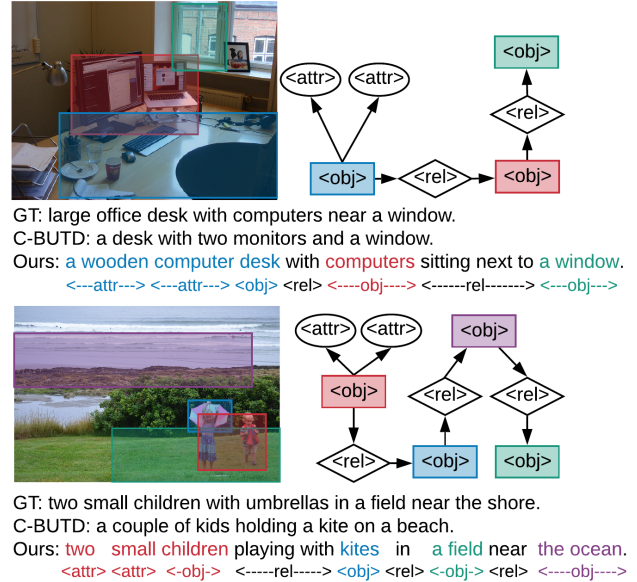 <obj>
<attr> <attr>
<rel>
<obj> <rel> <obj>
GT: large office desk with computers near a window.
C-BUTD: a desk with two monitors and a window.
Ours: a wooden computer desk with computers sitting next to a window.
<---attr---> <---attr---> <obj> <rel> <----obj----> <------rel-------> <---obj--->
<attr> <attr> <obj>
<obj> <rel> <rel>
<rel> <obj> <obj>
GT: two small children with umbrellas in a field near the shore.
C-BUTD: a couple of kids holding a kite on a beach.
Ours: two small children playing with kites in a field near the ocean.
<attr> <attr> <-obj-> <-----rel-----> <obj> <rel> <-obj-> <rel> <----obj---->